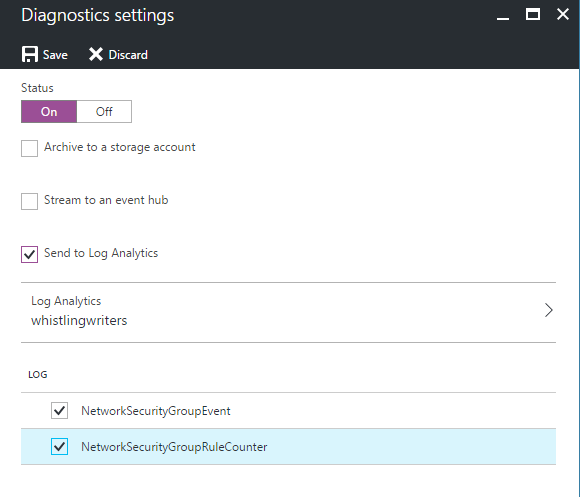 Diagnostics settings
Save Discard
Status
On Off
Archive to a storage account
Stream to an event hub
Send to Log Analytics
Log Analytics
whistlingwriters
LOG
NetworkSecurityGroupEvent
NetworkSecurityGroupRuleCounter